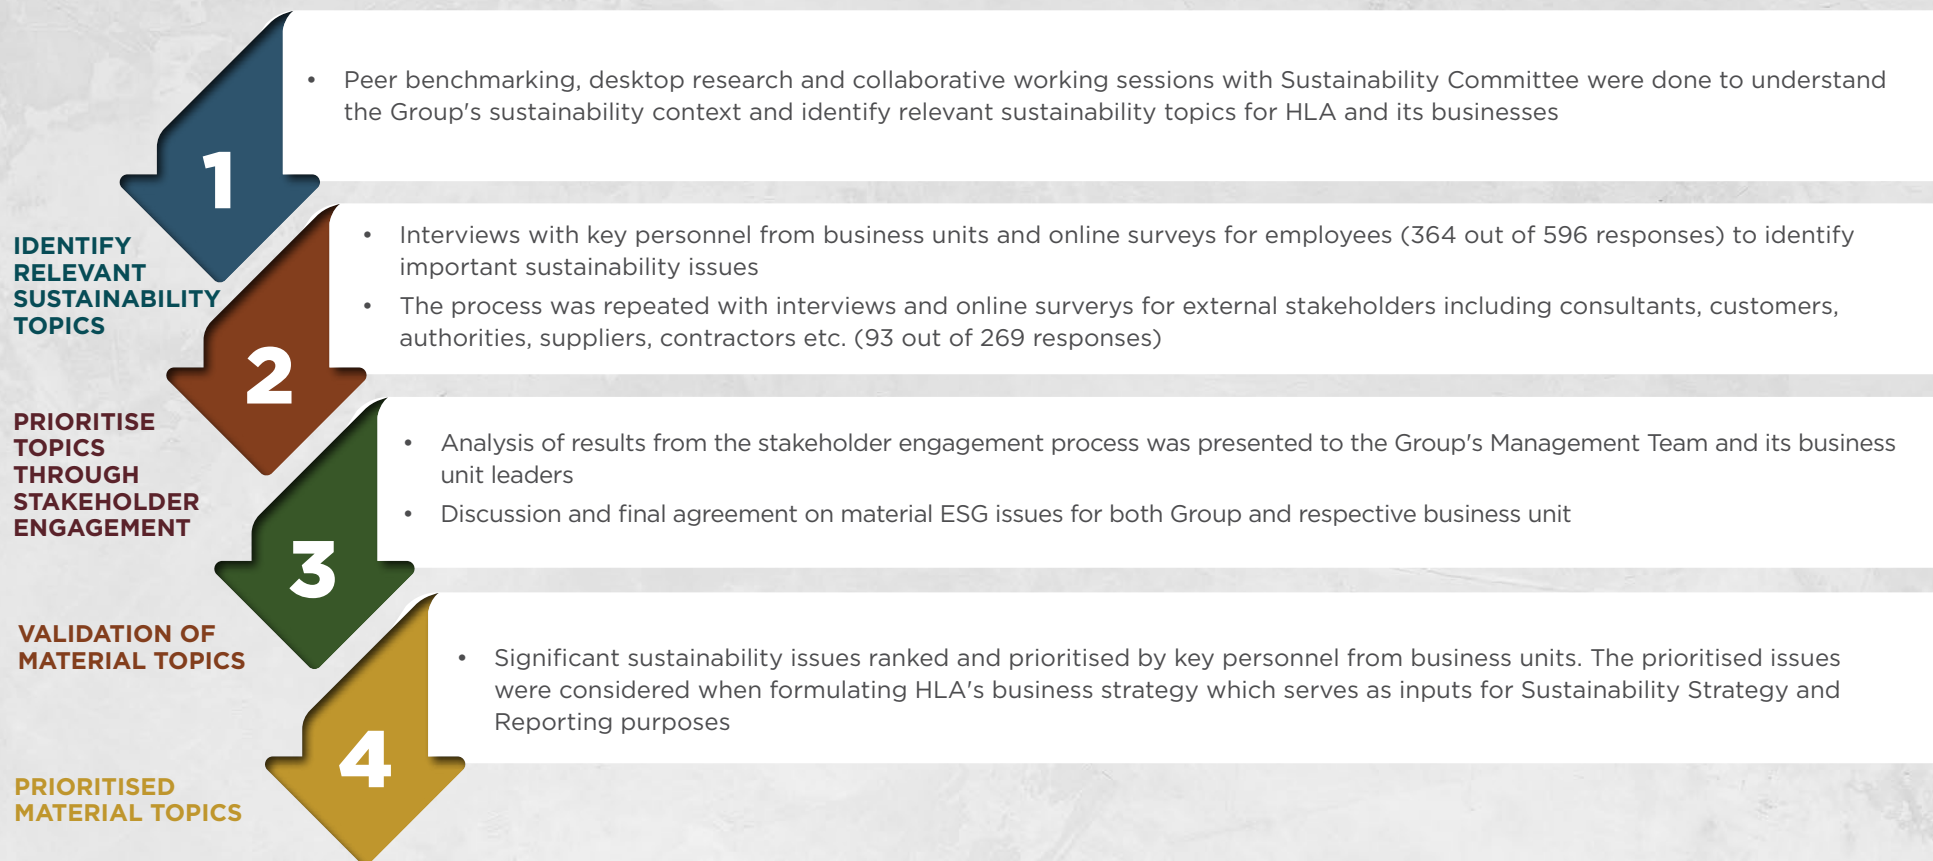 1
• Peer benchmarking, desktop research and collaborative working sessions with Sustainability Committee were done to understand
the Group's sustainability context and identify relevant sustainability topics for HLA and its businesses
IDENTIFY
RELEVANT
SUSTAINABILITY
TOPICS
2
• Interviews with key personnel from business units and online surveys for employees (364 out of 596 responses) to identify
important sustainability issues
• The process was repeated with interviews and online surverys for external stakeholders including consultants, customers,
authorities, suppliers, contractors etc. (93 out of 269 responses)
PRIORITISE
TOPICS
THROUGH
STAKEHOLDER
ENGAGEMENT
3
• Analysis of results from the stakeholder engagement process was presented to the Group's Management Team and its business
unit leaders
• Discussion and final agreement on material ESG issues for both Group and respective business unit
VALIDATION OF
MATERIAL TOPICS
4
• Significant sustainability issues ranked and prioritised by key personnel from business units. The prioritised issues
were considered when formulating HLA's business strategy which serves as inputs for Sustainability Strategy and
Reporting purposes
PRIORITISED
MATERIAL TOPICS